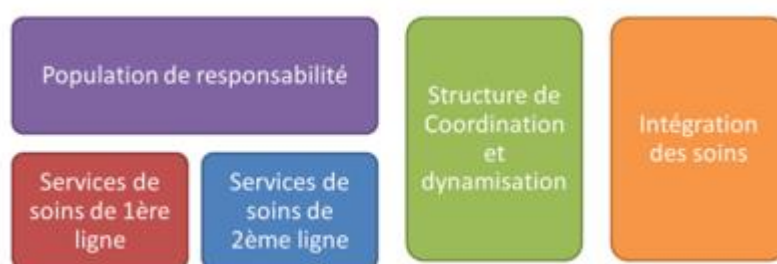 Population de responsabilité
Services de
soins de 1ère
ligne
Services de
soins de
2ème ligne
Structure de
Coordination
et
dynamisation
Intégration
des soins